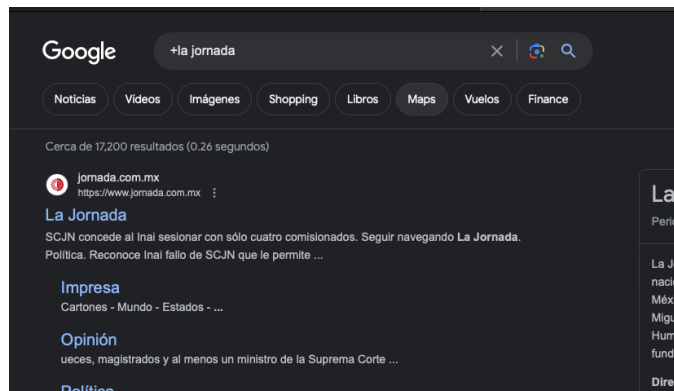 Google
+la jornada
Noticias Vídeos Imágenes Shopping Libros Maps Vuelos Finance
Cerca de 17,200 resultados (0.26 segundos)
jornada.com.mx
https://www.jornada.com.mx
La Jornada
SCJN concede al Inai sesionar con sólo cuatro comisionados. Seguir navegando La Jornada.
Política. Reconoce Inai fallo de SCJN que le permite ...
Impresa
Cartones - Mundo - Estados - ...
Opinión
ueces, magistrados y al menos un ministro de la Suprema Corte ...
Política
La
Perió
La J
naci
Méx
Migu
Hum
fund
Dire